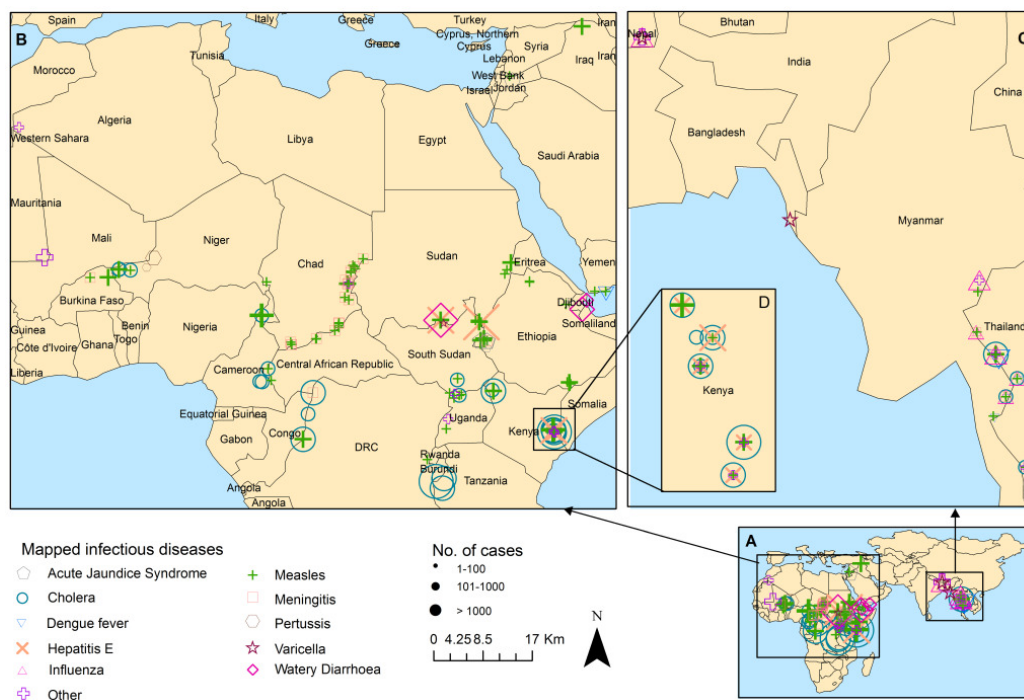 B
Spain
Italy
Greece
Turkey
Iran
Cyprus, Northern
Cyprus
Greece
Syria
Lebanon
Iraq
Iran
West Bank
Israel
Jordan
Tunisia
Morocco
Algeria
Western Sahara
Libya
Egypt
Saudi Arabia
Mauritania
Mali
Niger
Chad
Sudan
Eritrea
Yemen
Burkina Faso
Djibouti
Somaliland
Guinea
Benin
Nigeria
Ethiopia
Côte d'Ivoire
Ghana
Togo
South Sudan
Liberia
Cameroon
Central African Republic
Somalia
Equatorial Guinea
Uganda
Gabon
Congo
DRC
Kenya
Rwanda
Burundi
Tanzania
Angola
Angola
Bhutan
Nepal
India
China
Bangladesh
Myanmar
Thailand
D
Kenya
A
Mapped infectious diseases
Acute Jaundice Syndrome
Cholera
Dengue fever
Hepatitis E
Influenza
Other
Measles
Meningitis
Pertussis
Varicella
Watery Diarrhoea
No. of cases
1-100
101-1000
> 1000
0 4.25 8.5 17 Km
N